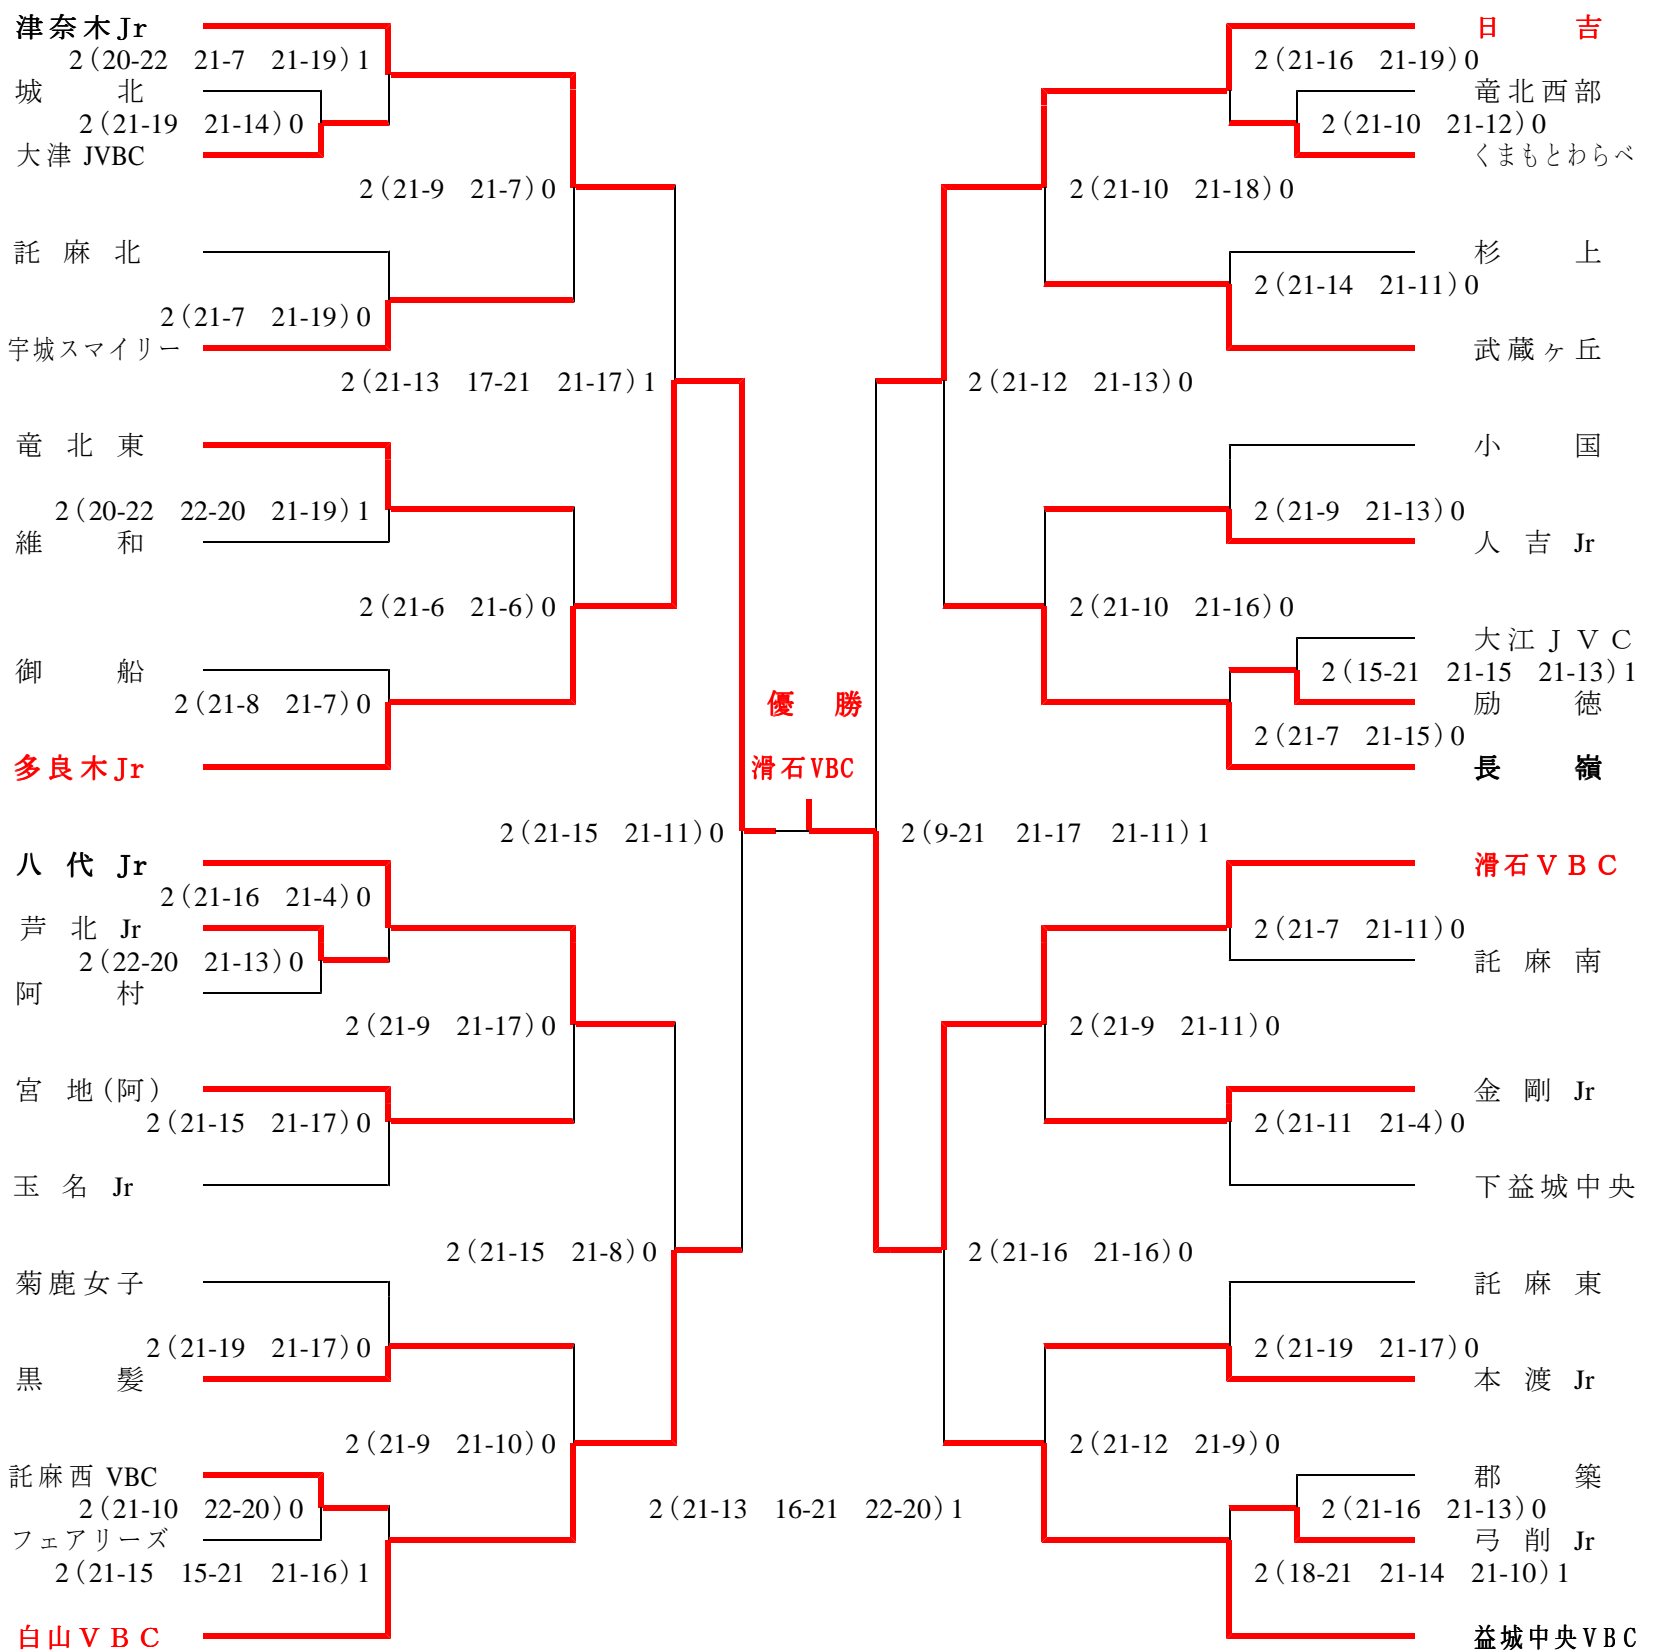 津奈木Jr
2(20-22 21-7 21-19)1
城北
2(21-19 21-14)0
大津 JVBC
2(21-9 21-7)0
託麻北
2(21-7 21-19)0
宇城スマイリー
2(21-13 17-21 21-17)1
竜北東
2(20-22 22-20 21-19)1
維和
2(21-6 21-6)0
御船
2(21-8 21-7)0
多良木Jr
2(21-15 21-11)0
八代 Jr
2(21-16 21-4)0
芦北 Jr
2(22-20 21-13)0
阿村
2(21-9 21-17)0
宮地(阿)
2(21-15 21-17)0
玉名 Jr
2(21-15 21-8)0
菊鹿女子
2(21-19 21-17)0
黒髪
2(21-9 21-10)0
託麻西 VBC
2(21-10 22-20)0
フェアリーズ
2(21-15 15-21 21-16)1
白山VBC
優勝
滑石VBC
2(21-13 16-21 22-20)1
日吉
2(21-16 21-19)0
竜北西部
2(21-10 21-12)0
くまもとわらべ
2(21-10 21-18)0
杉上
2(21-14 21-11)0
武蔵ヶ丘
2(21-12 21-13)0
小国
2(21-9 21-13)0
人吉 Jr
2(21-10 21-16)0
大江JVC
2(15-21 21-15 21-13)1
励徳
2(21-7 21-15)0
長嶺
2(9-21 21-17 21-11)1
滑石VBC
2(21-7 21-11)0
託麻南
2(21-9 21-11)0
金剛 Jr
2(21-11 21-4)0
下益城中央
2(21-16 21-16)0
託麻東
2(21-19 21-17)0
本渡 Jr
2(21-12 21-9)0
郡築
2(21-16 21-13)0
弓削 Jr
2(18-21 21-14 21-10)1
益城中央VBC